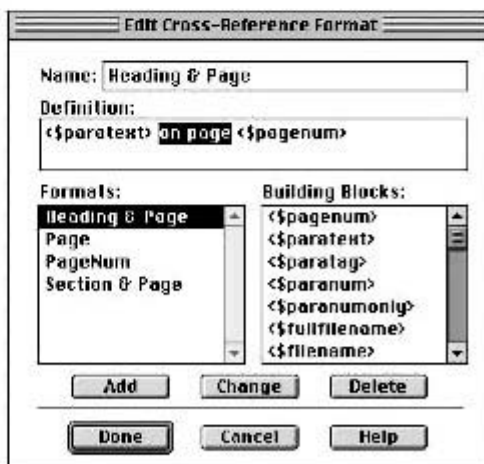 Edit Cross-Reference Format
Name: Heading & Page
Definition:
<$paratext> on page <$pagenum>
Formats:
Heading & Page
Page
PageNum
Section & Page
Building Blocks:
<$pagenum>
<$paratext>
<$paratag>
<$paranum>
<$paranumonly>
<$fullfilename>
<$filename>
Add Change Delete
Done Cancel Help